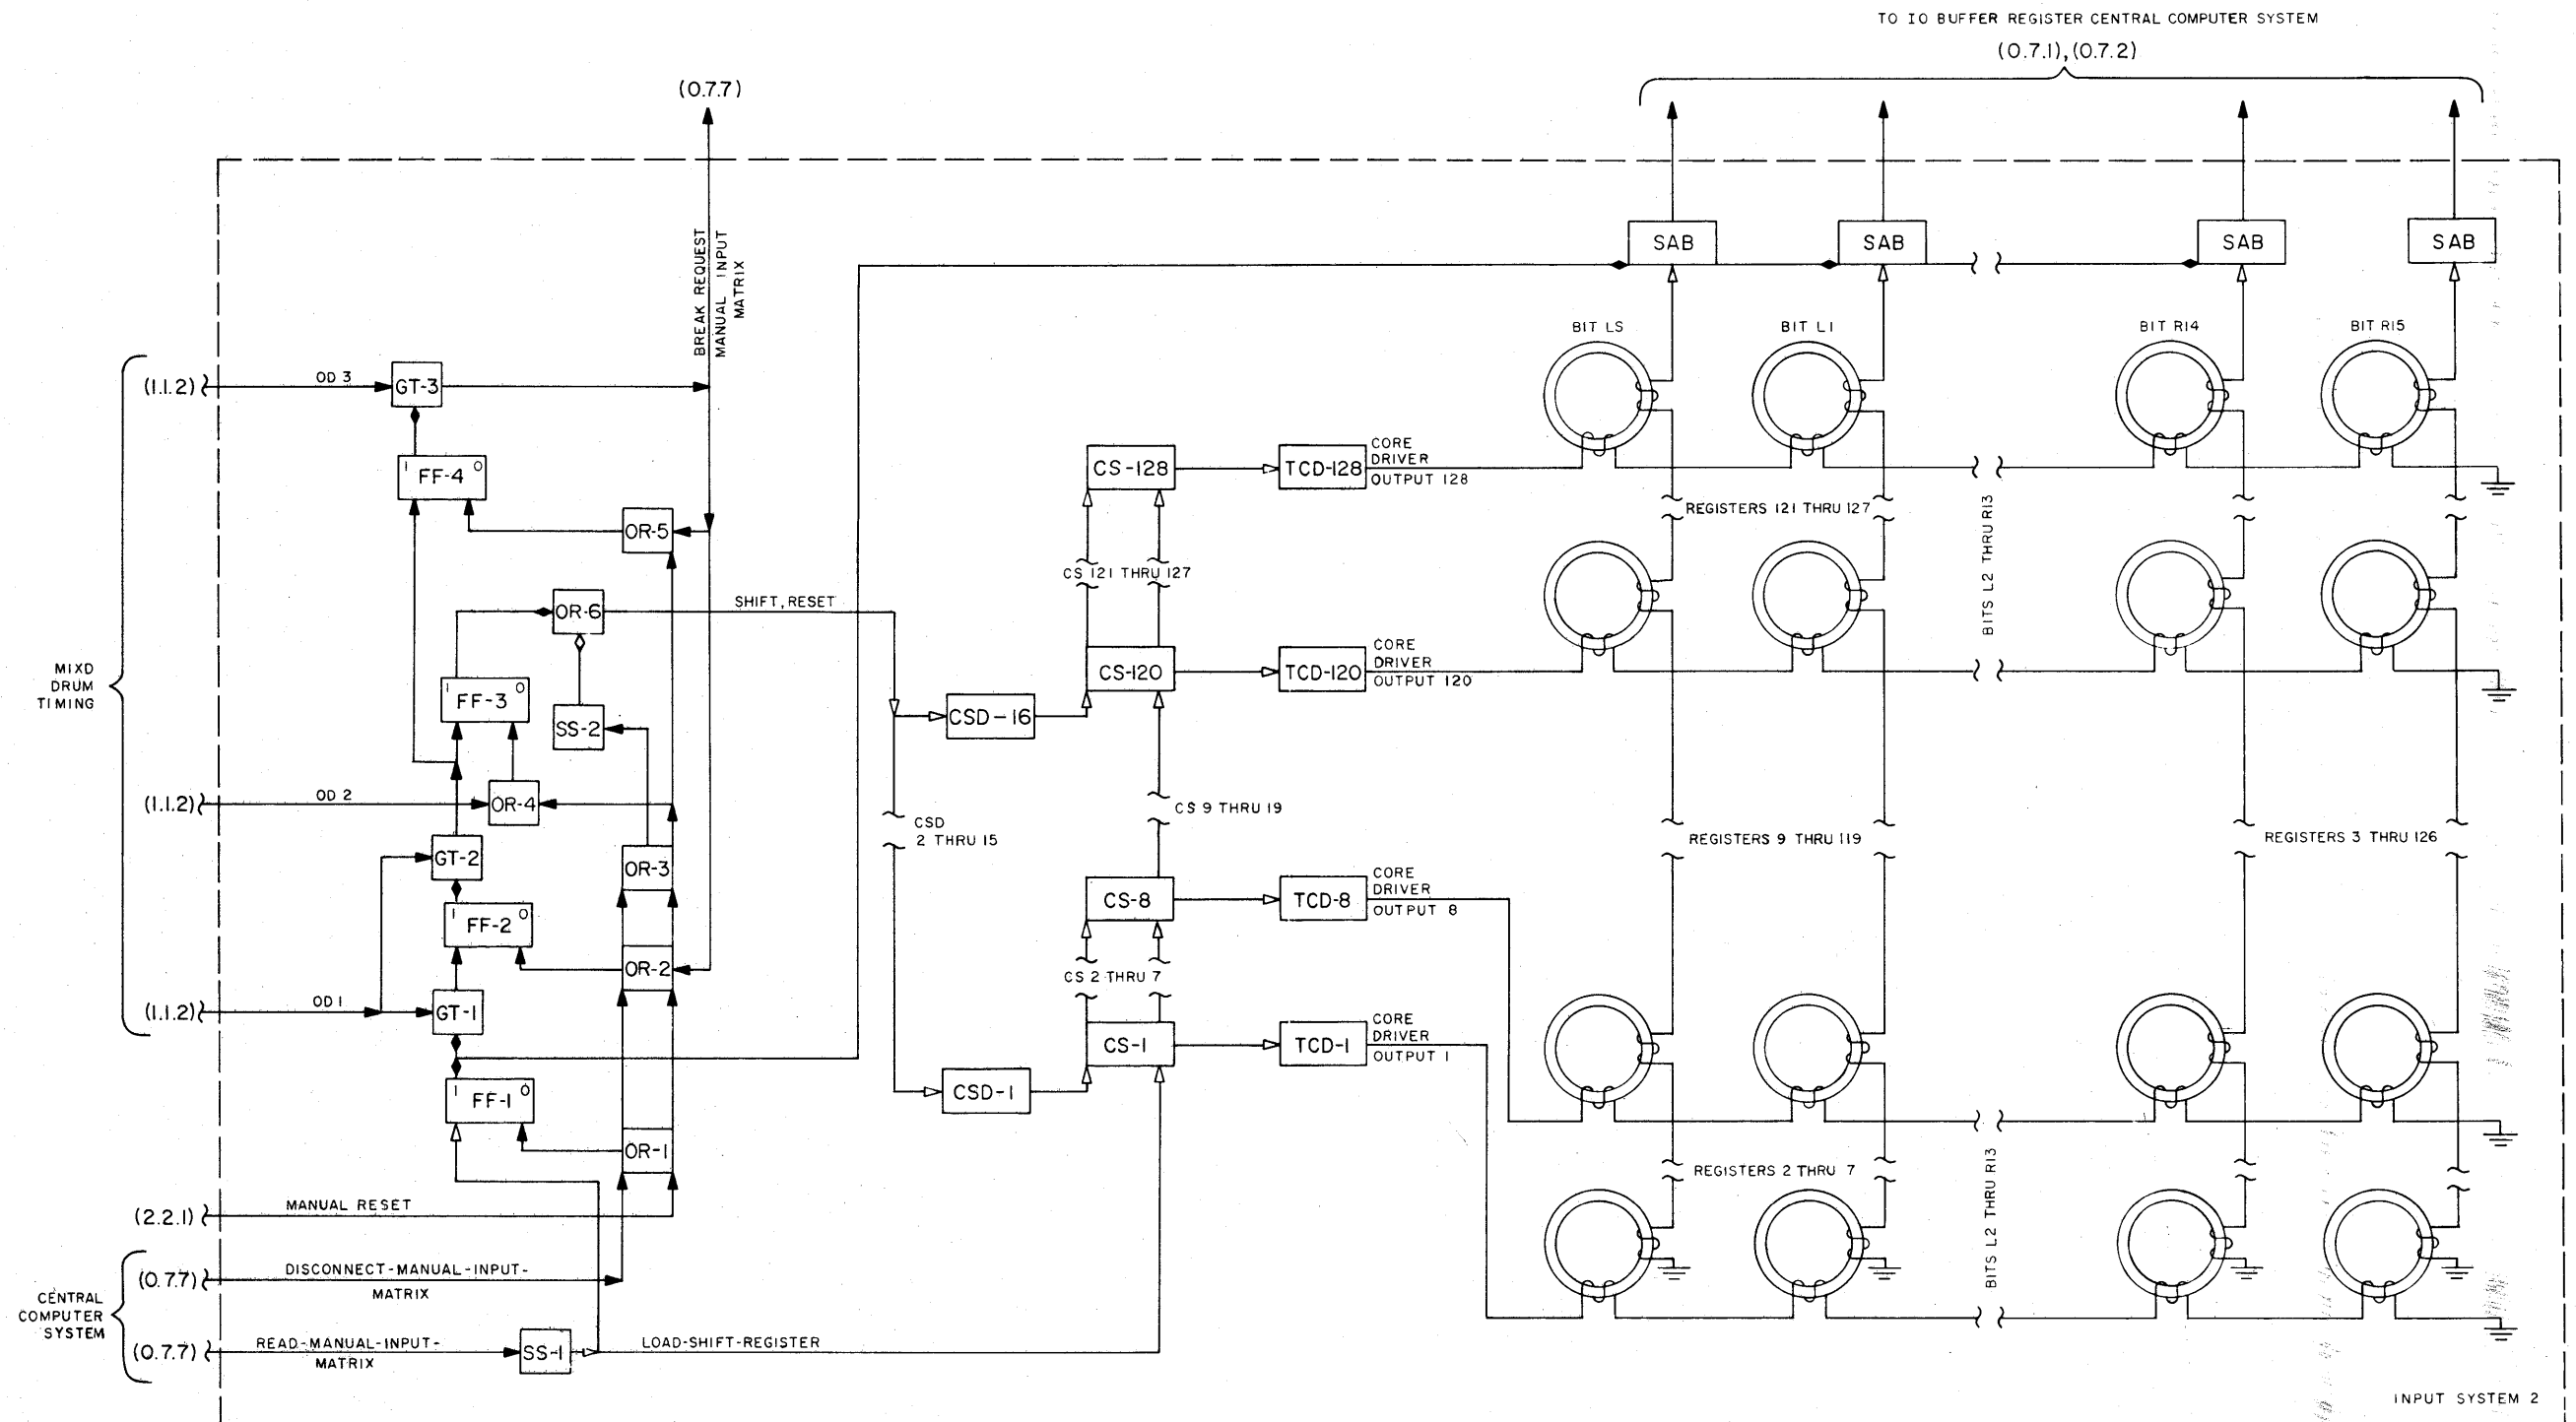 TO IO BUFFER REGISTER CENTRAL COMPUTER SYSTEM
(0.7.1), (0.7.2)
(0.7.7)
BREAK REQUEST
MANUAL INPUT
MATRIX
SAB
SAB
SAB
SAB
BIT LS
BIT L1
BIT R14
BIT R15
(1.1.2)
OD 3
GT-3
1
FF-4
0
OR-5
CS-128
TCD-128
CORE
DRIVER
OUTPUT 128
REGISTERS 121 THRU 127
BITS L2 THRU R13
CS 121 THRU 127
OR-6
SHIFT, RESET
MIXD
DRUM
TIMING
1
FF-3
0
SS-2
CSD-16
CS-120
TCD-120
CORE
DRIVER
OUTPUT 120
(1.1.2)
OD 2
OR-4
CSD
2 THRU 15
CS 9 THRU 19
REGISTERS 9 THRU 119
REGISTERS 3 THRU 126
GT-2
OR-3
1
FF-2
0
CS-8
TCD-8
CORE
DRIVER
OUTPUT 8
OR-2
CS 2 THRU 7
(1.1.2)
OD 1
GT-1
CS-1
TCD-1
CORE
DRIVER
OUTPUT 1
1
FF-1
0
CSD-1
OR-1
REGISTERS 2 THRU 7
BITS L2 THRU R13
(2.2.1)
MANUAL RESET
CENTRAL
COMPUTER
SYSTEM
(0.7.7)
DISCONNECT-MANUAL-INPUT-
MATRIX
(0.7.7)
READ-MANUAL-INPUT-
MATRIX
SS-1
LOAD-SHIFT-REGISTER
INPUT SYSTEM 2